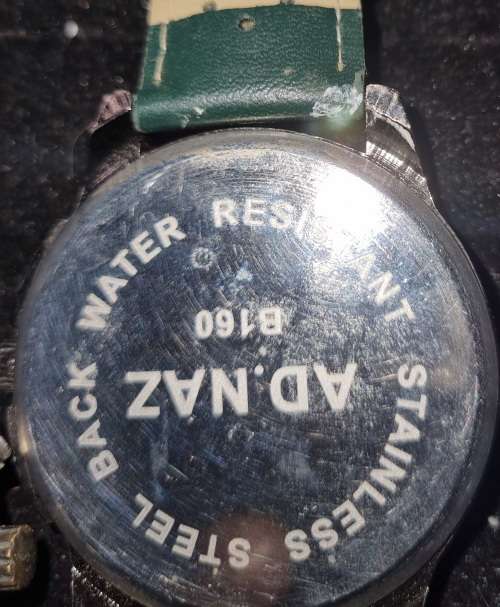 WATER RESISTANT STAINLESS STEEL BACK
AD.NAZ
B160